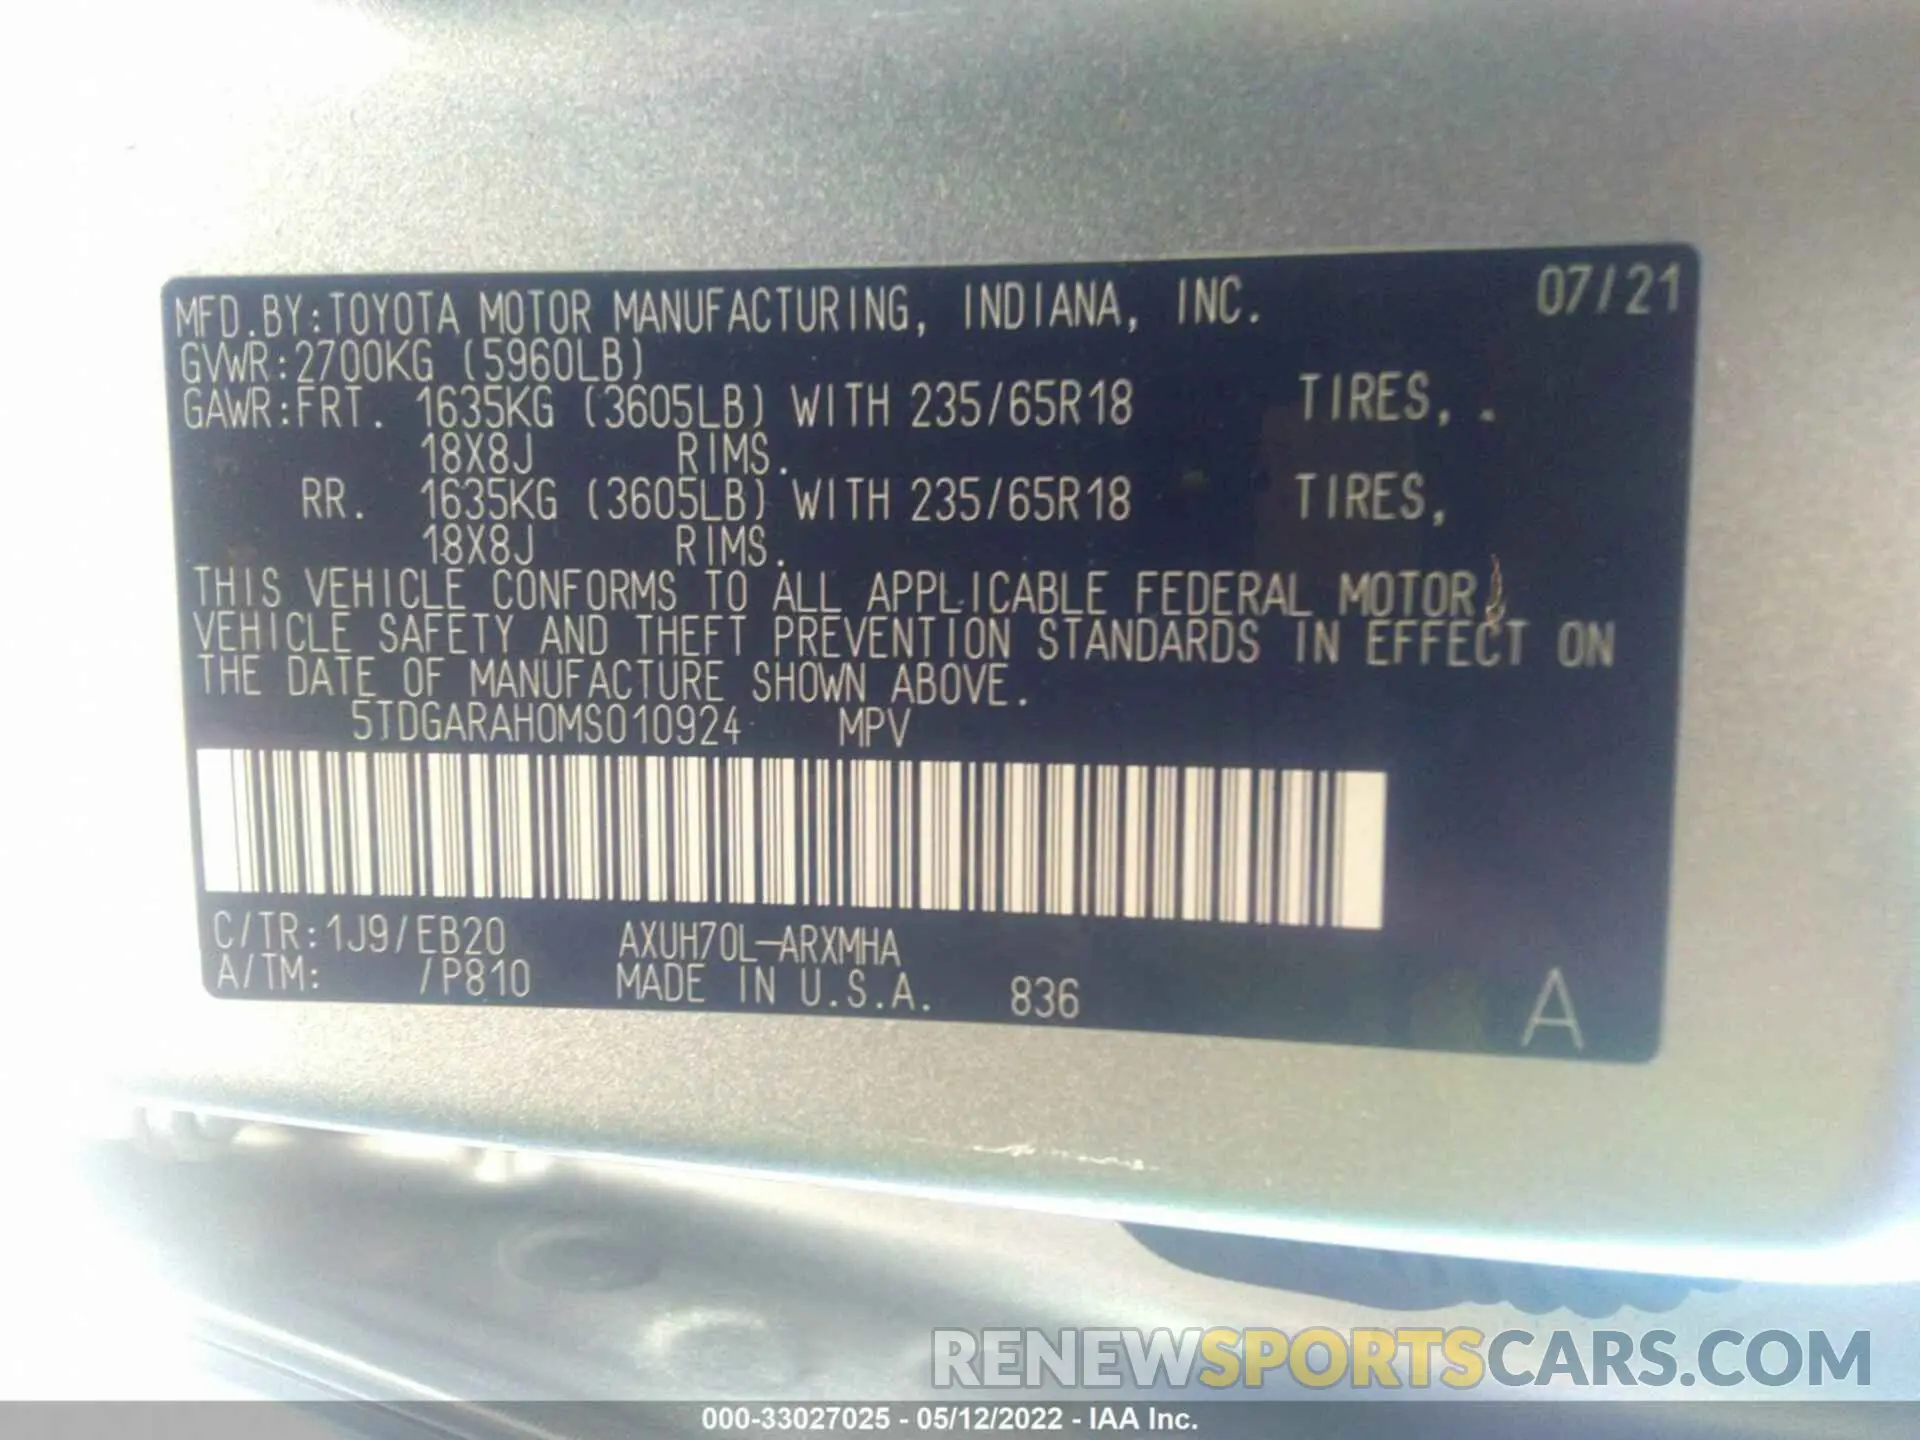 07/21
MFD.BY:TOYOTA MOTOR MANUFACTURING, INDIANA, INC.
GVWR:2700KG (5960LB)
GAWR:FRT. 1635KG (3605LB) WITH 235/65R18 TIRES,
18X8J RIMS.
RR. 1635KG (3605LB) WITH 235/65R18 TIRES,
18X8J RIMS.
THIS VEHICLE CONFORMS TO ALL APPLICABLE FEDERAL MOTOR
VEHICLE SAFETY AND THEFT PREVENTION STANDARDS IN EFFECT ON
THE DATE OF MANUFACTURE SHOWN ABOVE.
5TDGARAH0MS010924 MPV
C/TR:1J9/EB20 AXUH70L-ARXMHA
A/TM: /P810 MADE IN U.S.A. 836
A
RENEWSPORTSCARS.COM
000-33027025 - 05/12/2022 - IAA Inc.